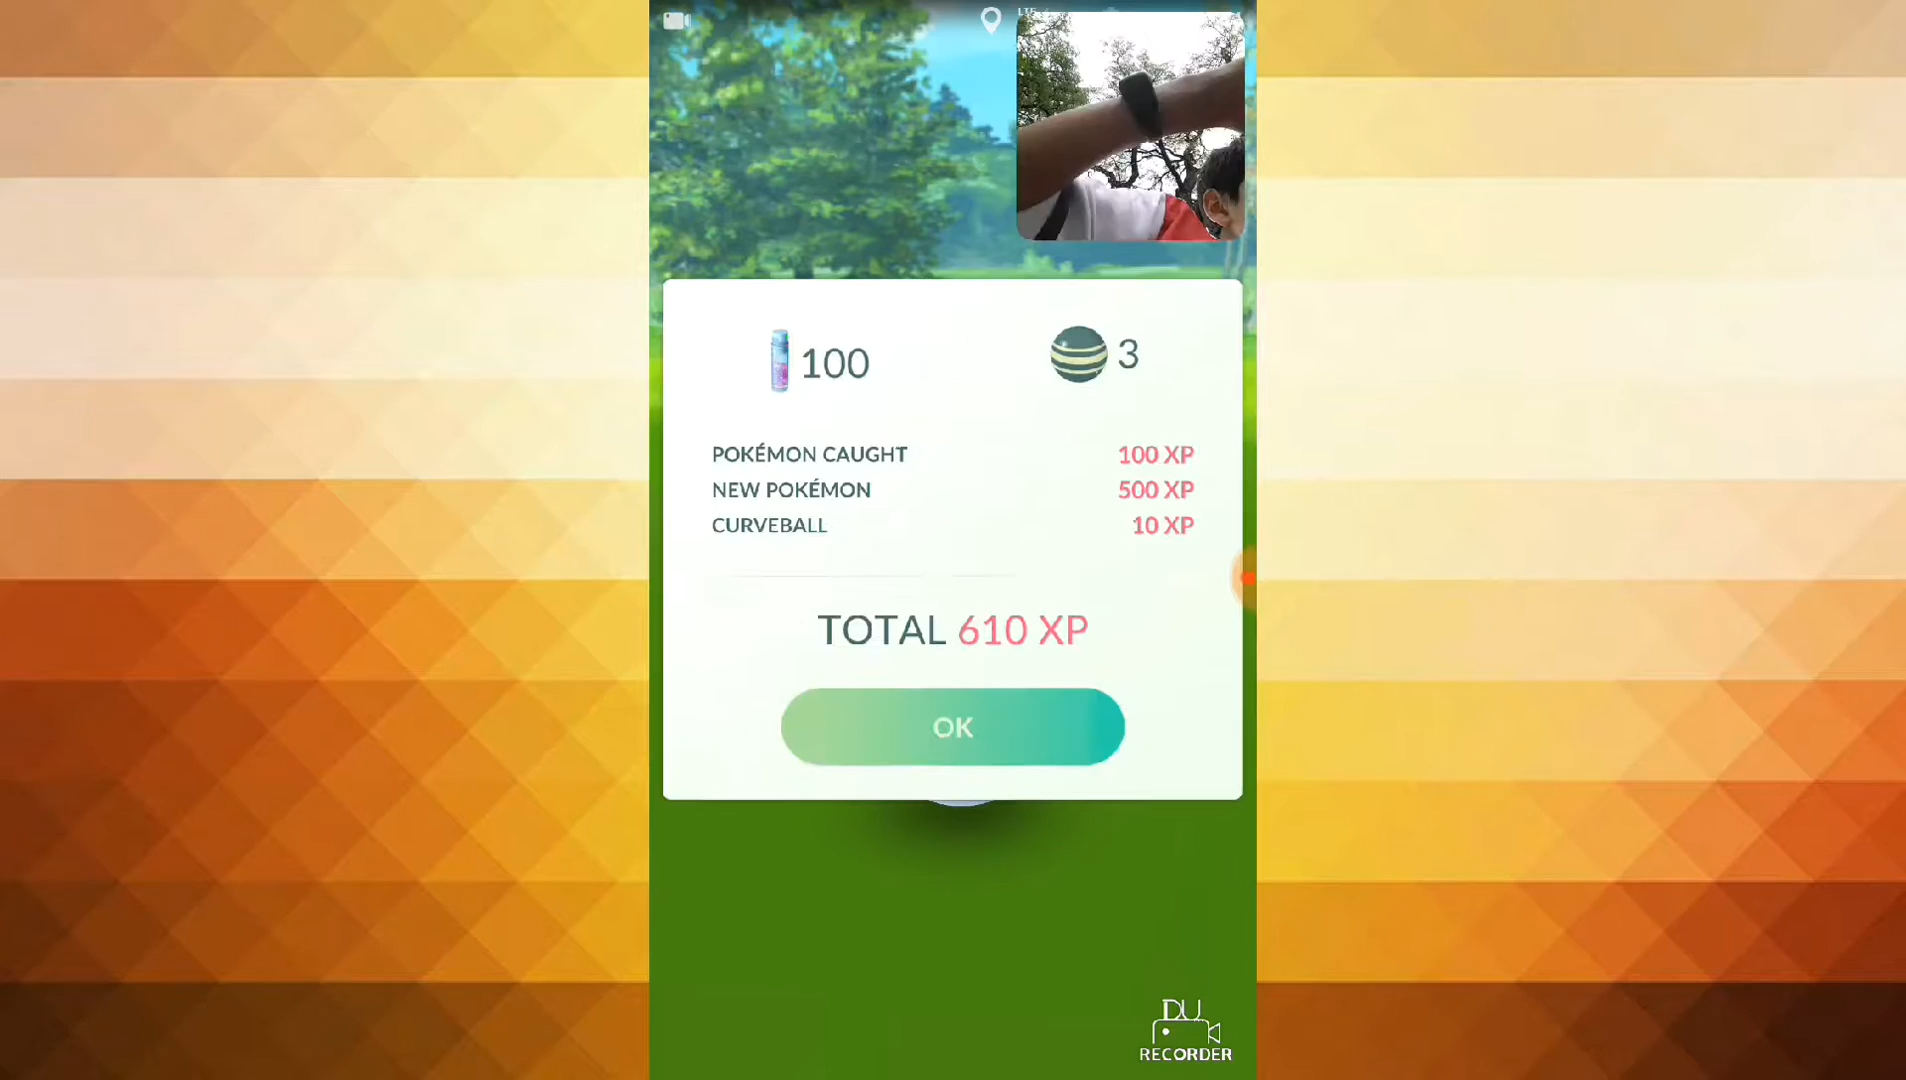 LTE
100
3
POKÉMON CAUGHT 100 XP
NEW POKÉMON 500 XP
CURVEBALL 10 XP
TOTAL 610 XP
OK
DU
RECORDER